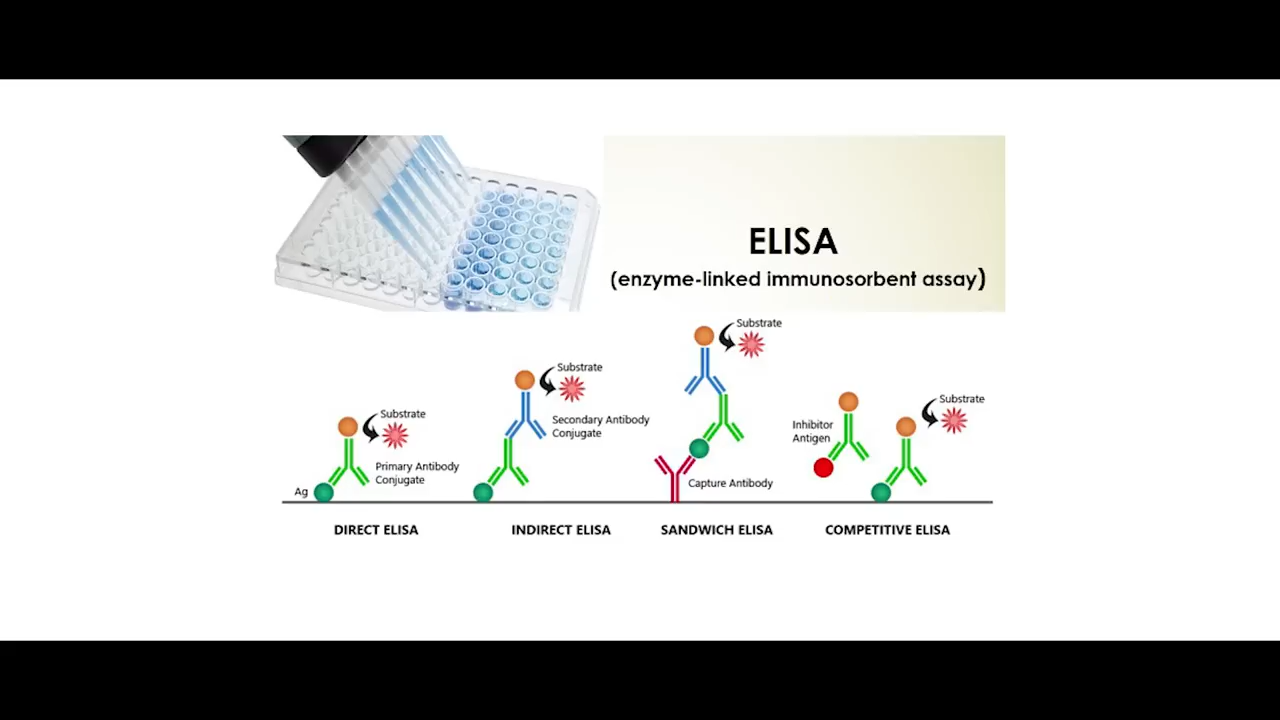 ELISA
(enzyme-linked immunosorbent assay)
Substrate
Primary Antibody
Conjugate
Ag
DIRECT ELISA
Substrate
Secondary Antibody
Conjugate
INDIRECT ELISA
Substrate
Capture Antibody
SANDWICH ELISA
Inhibitor
Antigen
Substrate
COMPETITIVE ELISA